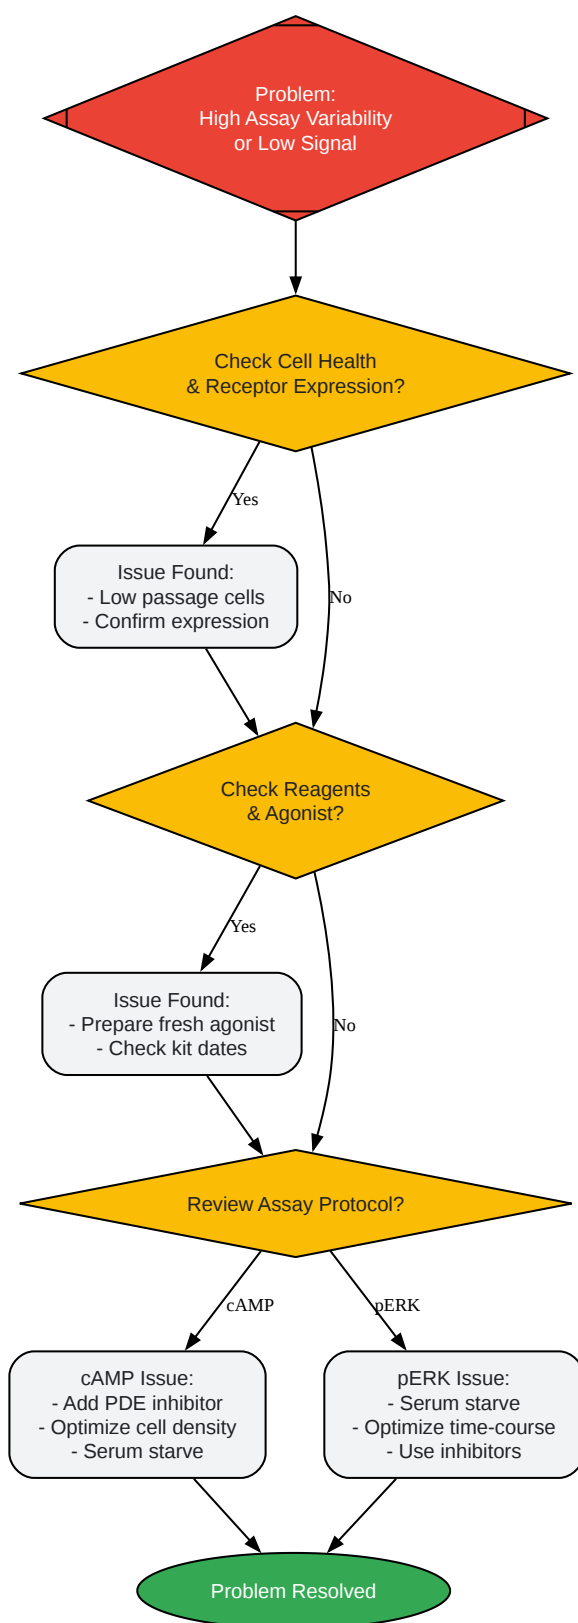 Problem:
High Assay Variability
or Low Signal
Check Cell Health
& Receptor Expression?
Yes
Issue Found:
- Low passage cells
- Confirm expression
No
Check Reagents
& Agonist?
Yes
Issue Found:
- Prepare fresh agonist
- Check kit dates
No
Review Assay Protocol?
cAMP
pERK
cAMP Issue:
- Add PDE inhibitor
- Optimize cell density
- Serum starve
pERK Issue:
- Serum starve
- Optimize time-course
- Use inhibitors
Problem Resolved